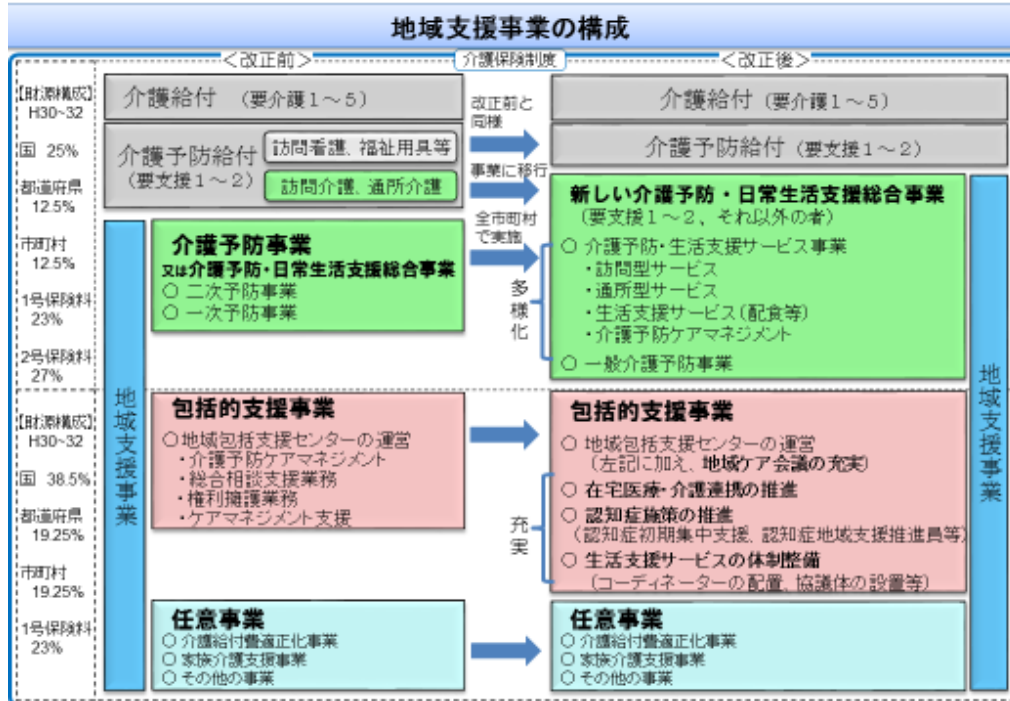 地域支援事業の構成
＜改正前＞
介護保険制度
＜改正後＞
【財源構成】
H30~32
国 25%
都道府県
12.5%
市町村
12.5%
1号保険料
23%
2号保険料
27%
介護給付 （要介護１～５）
介護予防給付
（要支援１～２）
訪問看護、福祉用具等
訪問介護、通所介護
改正前と
同様
事業に移行
全市町村
で実施
多様化
介護給付（要介護１～５）
介護予防給付（要支援１～２）
介護予防事業
又は介護予防・日常生活支援総合事業
○ 二次予防事業
○ 一次予防事業
新しい介護予防・日常生活支援総合事業
（要支援１～２、それ以外の者）
○ 介護予防・生活支援サービス事業
・訪問型サービス
・通所型サービス
・生活支援サービス（配食等）
・介護予防ケアマネジメント
○ 一般介護予防事業
地域支援事業
地域支援事業
【財源構成】
H30~32
国 38.5%
都道府県
19.25%
市町村
19.25%
1号保険料
23%
包括的支援事業
○地域包括支援センターの運営
・介護予防ケアマネジメント
・総合相談支援業務
・権利擁護業務
・ケアマネジメント支援
充実
包括的支援事業
○ 地域包括支援センターの運営
（左記に加え、地域ケア会議の充実）
○ 在宅医療・介護連携の推進
○ 認知症施策の推進
（認知症初期集中支援、認知症地域支援推進員等）
○ 生活支援サービスの体制整備
（コーディネーターの配置、協議体の設置等）
任意事業
○ 介護給付費適正化事業
○ 家族介護支援事業
○ その他の事業
任意事業
○ 介護給付費適正化事業
○ 家族介護支援事業
○ その他の事業